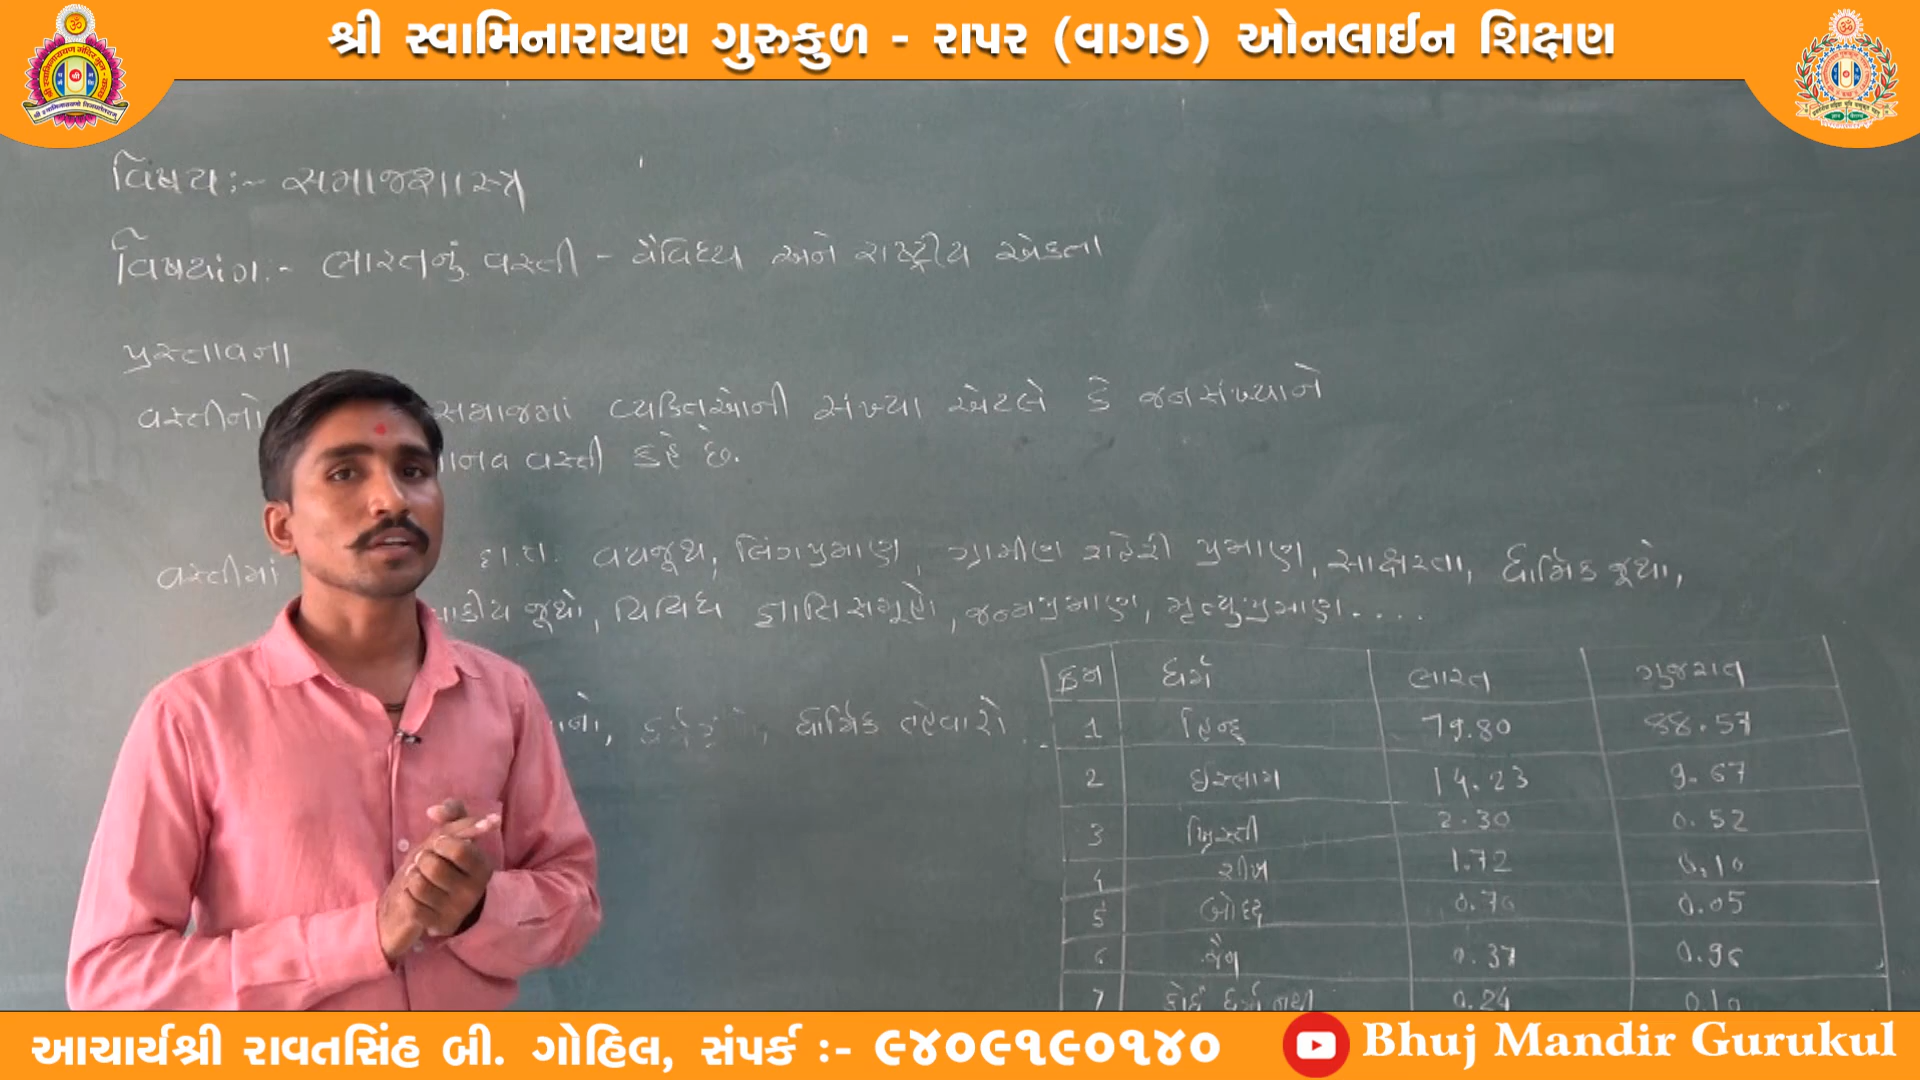 શ્રી સ્વામિનારાયણ ગુરુકુળ - રાપર (વાગડ) ઓનલાઈન શિક્ષણ
વિષય:- સમાજશાસ્ત્ર
વિષયાંગ:- ભારતનું વસ્તી - વૈવિધ્ય અને રાષ્ટ્રીય એકતા
પ્રસ્તાવના
વસ્તીનો સમાજમાં વ્યક્તિઓની સંખ્યા એટલે કે જનસંખ્યાને
માનવ વસ્તી કહે છે.
વસ્તીમાં દા.ત. વયજૂથ, લિંગપ્રમાણ, ગ્રામીણ શહેરી પ્રમાણ, સાક્ષરતા, ધાર્મિક જૂથો,
જૂથો, વિવિધ જ્ઞાતિસમૂહો, જન્મપ્રમાણ, મૃત્યુપ્રમાણ....
ધાર્મિક તહેવારો..
ક્રમ ધર્મ ભારત ગુજરાત
1 હિન્દુ 79.80 88.57
2 ઈસ્લામ 14.23 9.67
3 ખ્રિસ્તી 2.30 0.52
4 શીખ 1.72 0.10
5 બૌદ્ધ 0.70 0.05
6 જૈન 0.37 0.96
7 કોઈ ધર્મ નથી 0.24 0.10
આચાર્યશ્રી રાવતસિંહ બી. ગોહિલ, સંપર્ક :- ૯૪૦૯૧૯૦૧૪૦
Bhuj Mandir Gurukul